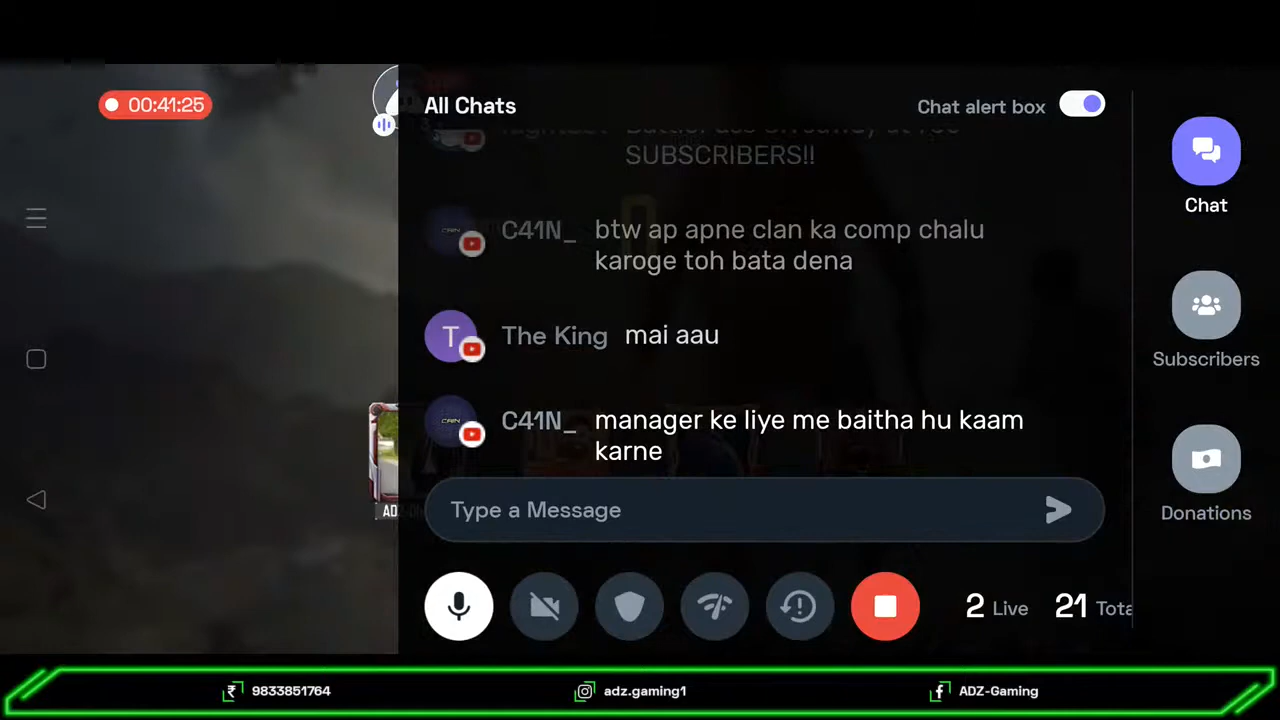 00:41:25
All Chats
Chat alert box
SUBSCRIBERS!!
C41N_ btw ap apne clan ka comp chalu
karoge toh bata dena
T The King mai aau
C41N_ manager ke liye me baitha hu kaam
karne
Type a Message
Chat
Subscribers
Donations
2 Live 21 Tota
ADZ
₹ 9833851764
adz.gaming1
ADZ-Gaming